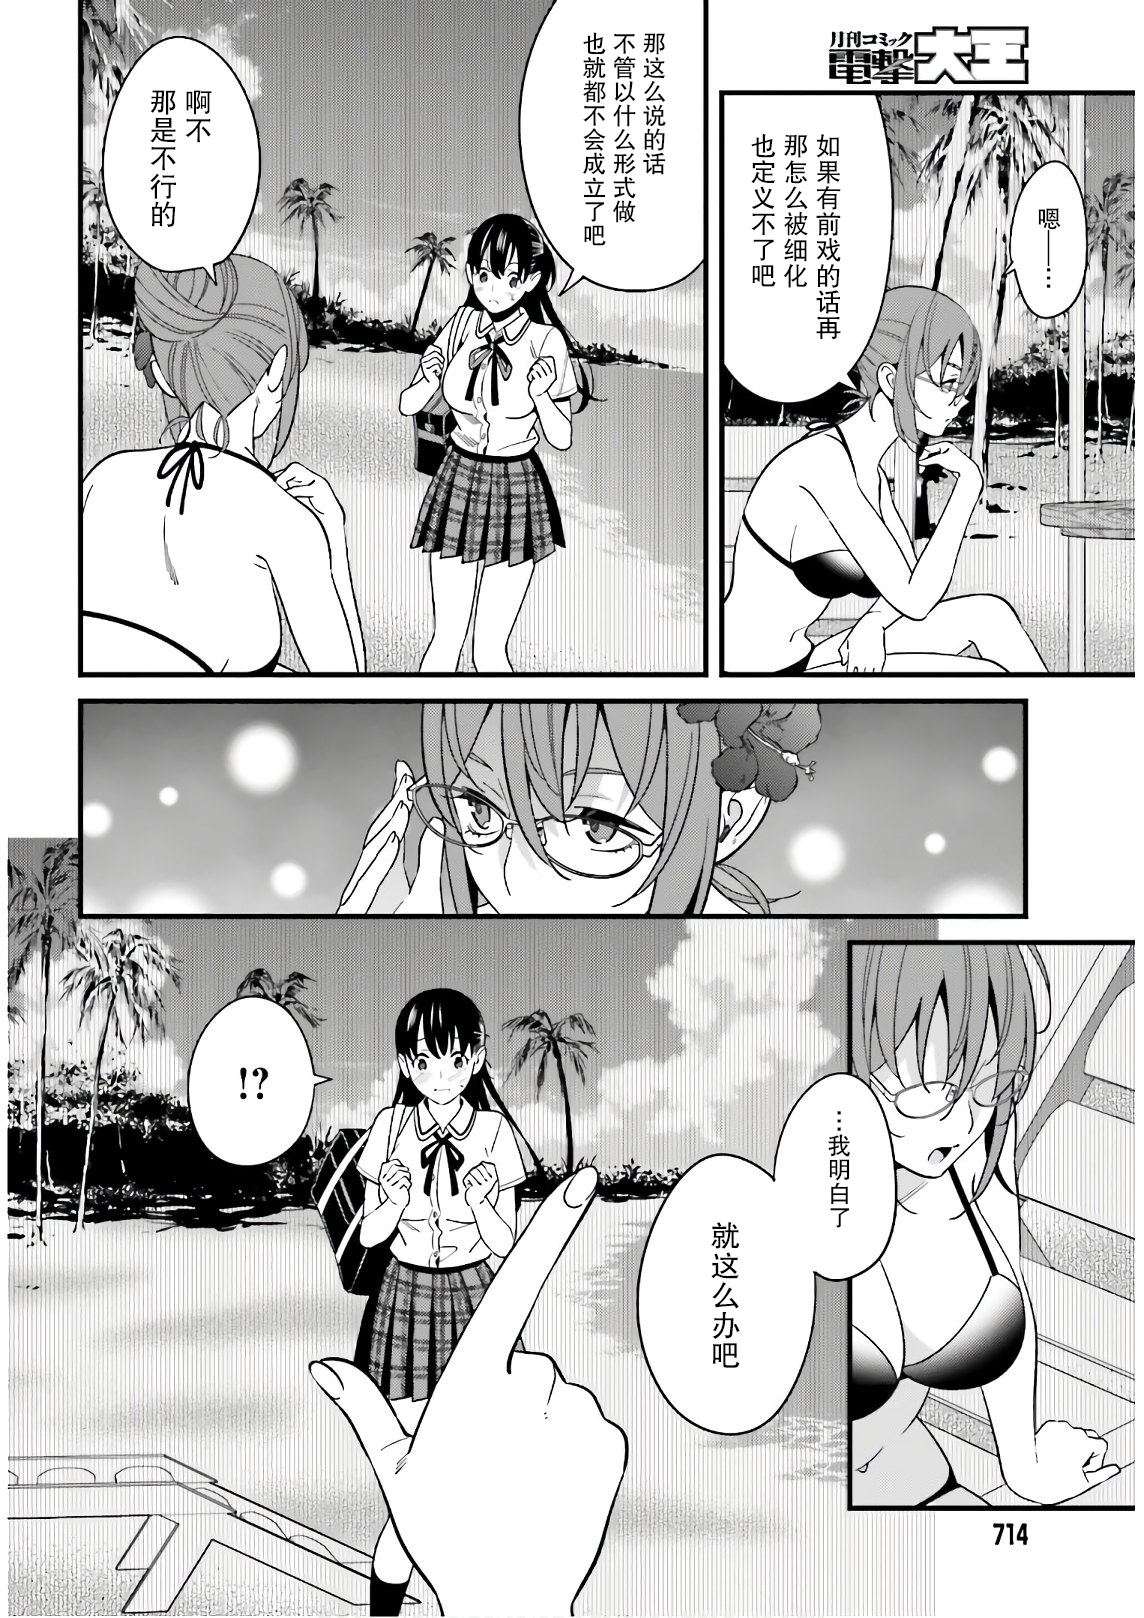 月刊コミック
電撃大王
嗯——…
如果有前戏的话再
那怎么被细化
也定义不了吧
那这么说的话
不管以什么形式做
也就都不会成立了吧
啊不
那是不行的
…我明白了
就这么办吧
!?
714